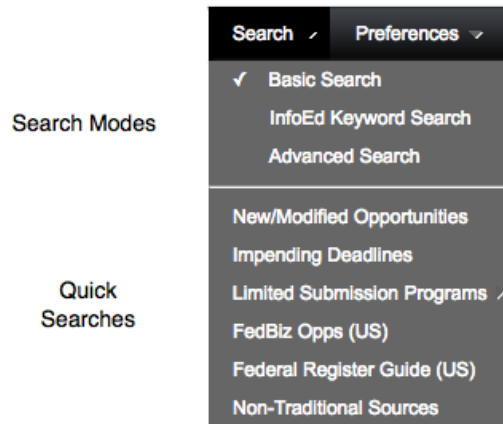 Search Preferences
Basic Search
Search Modes
InfoEd Keyword Search
Advanced Search
New/Modified Opportunities
Impending Deadlines
Quick
Searches
Limited Submission Programs
FedBiz Opps (US)
Federal Register Guide (US)
Non-Traditional Sources